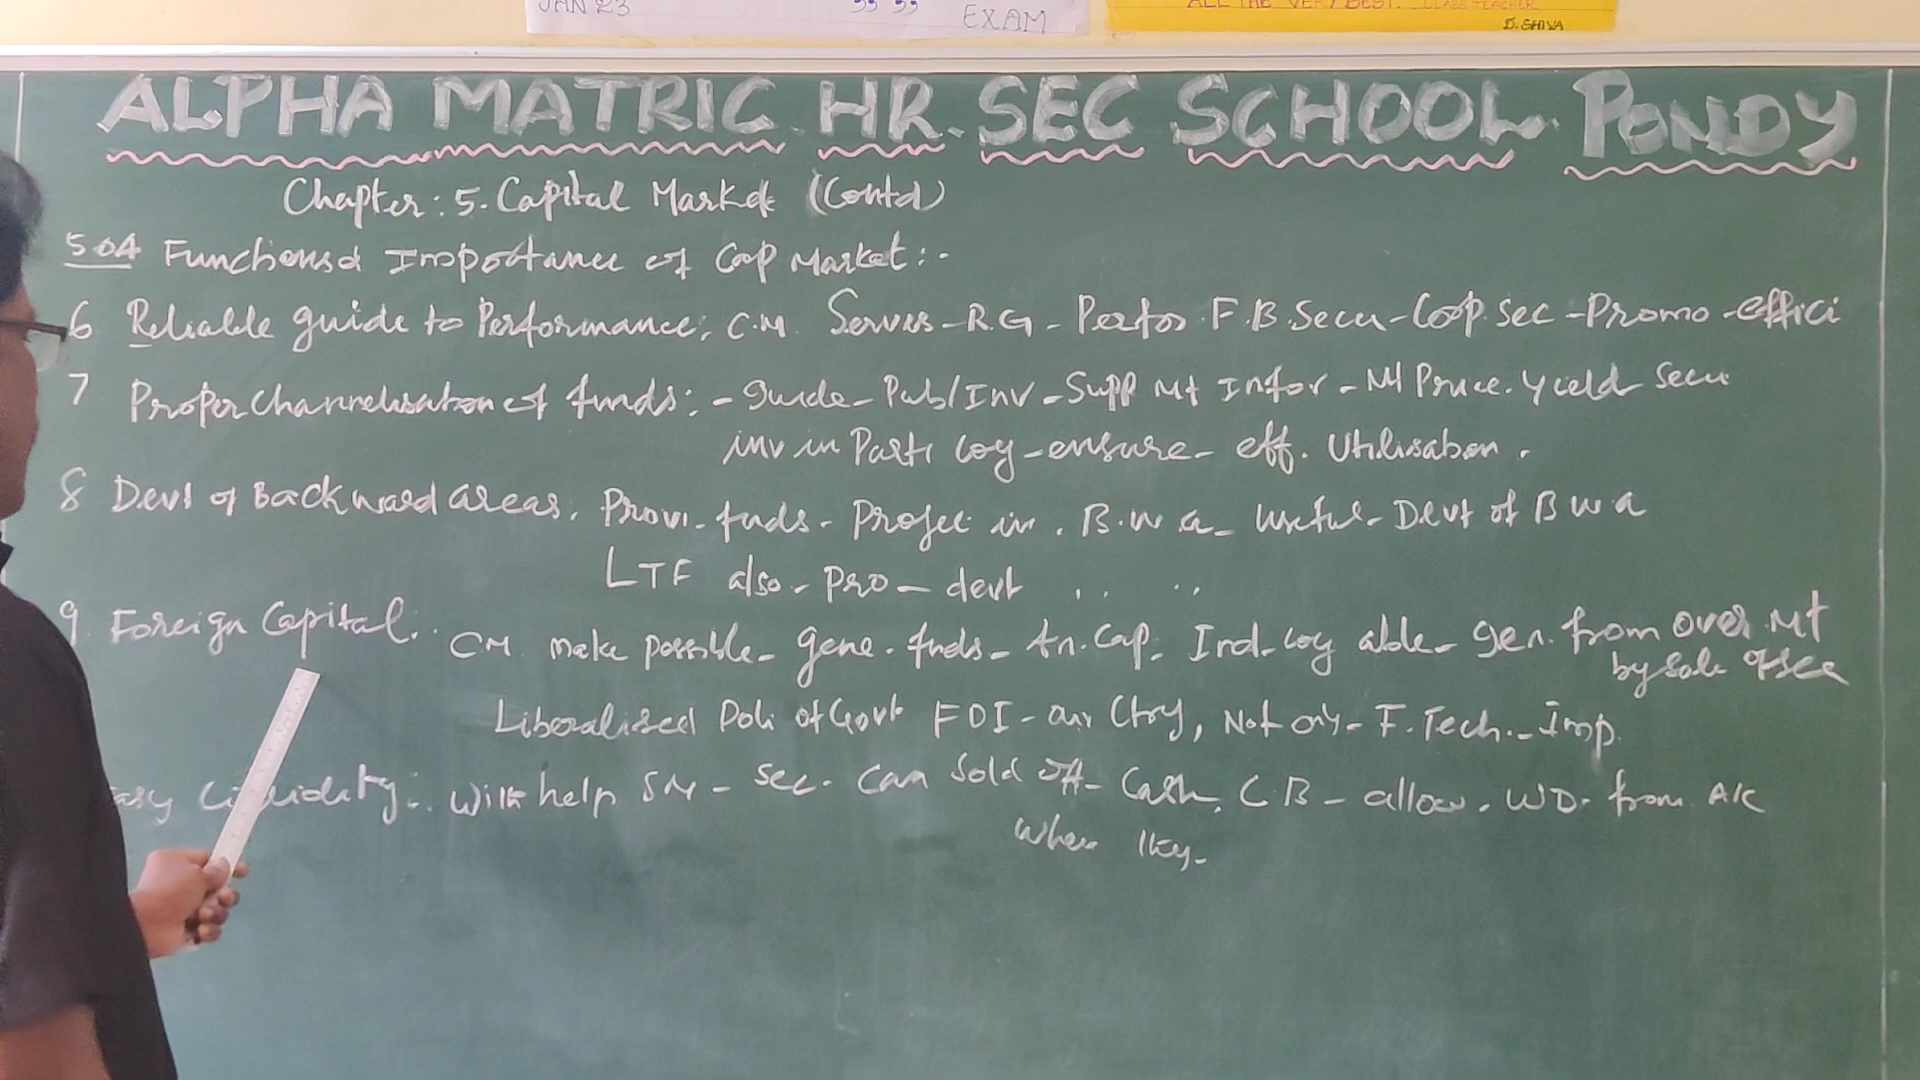 JAN 23
EXAM
ALL THE VERY BEST. CLASS TEACHER
D. SHIVA
ALPHA MATRIC. HR. SEC SCHOOL. PONDY
Chapter: 5. Capital Market (Contd)
5.04 Functions & Importance of Cap Market:-
6 Reliable guide to Performance; C.M. Serves - R.G - Perfor F.B. Secu - Corp. Sec - Promo - effici
7 Proper Channelisation of funds: - guide - Pub/Inv - Supp Mt Infor - Mt Price. Yield Secu
inv in Parti Coy - ensure - eff. Utilisation.
8 Devt of Backward areas. Provi. funds - Project in. B.W.a - Useful - Devt of B W a
LTF also - pro - devt .. ..
9. Foreign Capital. CM. make possible - gene. funds - Fn. Cap. Ind. Coy able - gen. from over Mt
by sale of Sec
Liberalised Poli of Govt FDI - our Ctry, Not only - F. Tech. - Imp.
asy Liquidity:. With help SM - Sec. Can Sold off - Cash. C B - allow. WD. from A/C
When